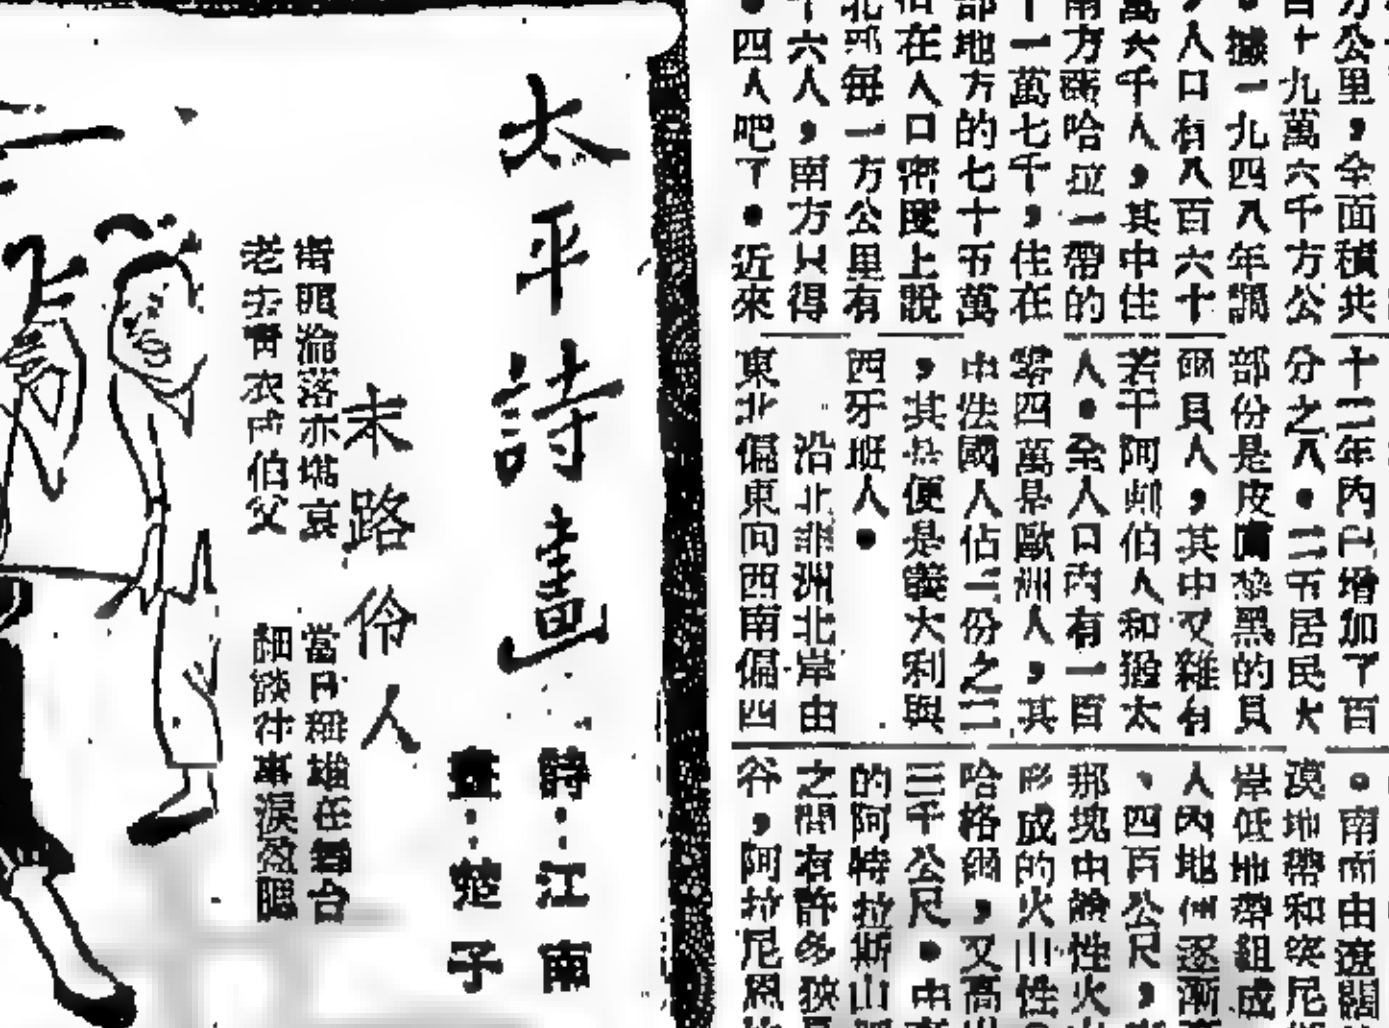 方公里，全面積共
百十九萬六千方公
。據一九四八年調
，人口有八百六十
萬六千人，其中住
南方 哈拉一帶的
十一萬七千，住在
部地方的七十五萬
在人口密度上說
北部每一方公里有
十六人，南方只得
．四人吧了．近來
十二年內已增加了百
分之八．二五居民大
部份是皮膚黎黑的貝
爾貝人，其中又雜有
若干阿剌伯人和猶太
人．全人口內有一百
零四萬是歐洲人，其
中法國人佔三份之二
，其 便是義大利與
西牙班人．
沿北非洲北岸由
東北偏東向西南偏西
。南面由遼闊
漠地帶和突尼
岸低地帶組成
人內地 逐漸
、四百公尺，
那塊由 性火山
形成的火山性
哈格爾，又高出
三千公尺．中
的阿特拉斯山
之間有許多狹長
谷，阿拉尼恩
太平詩畫
詩：江南
畫：楚子
末路伶人
淪落亦堪哀 當日稱雄在舞台
老去青衣成伯父 細談往事淚盈眶